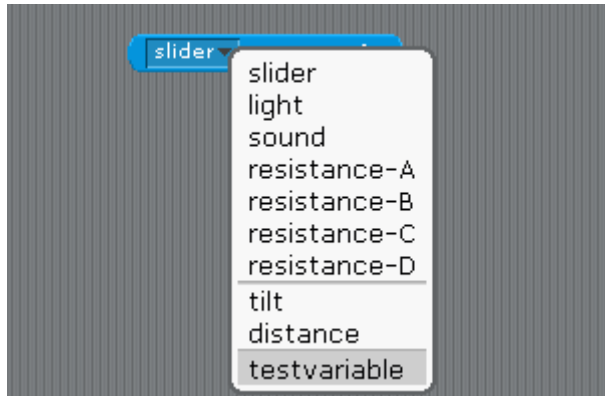 slider
slider
light
sound
resistance-A
resistance-B
resistance-C
resistance-D
tilt
distance
testvariable